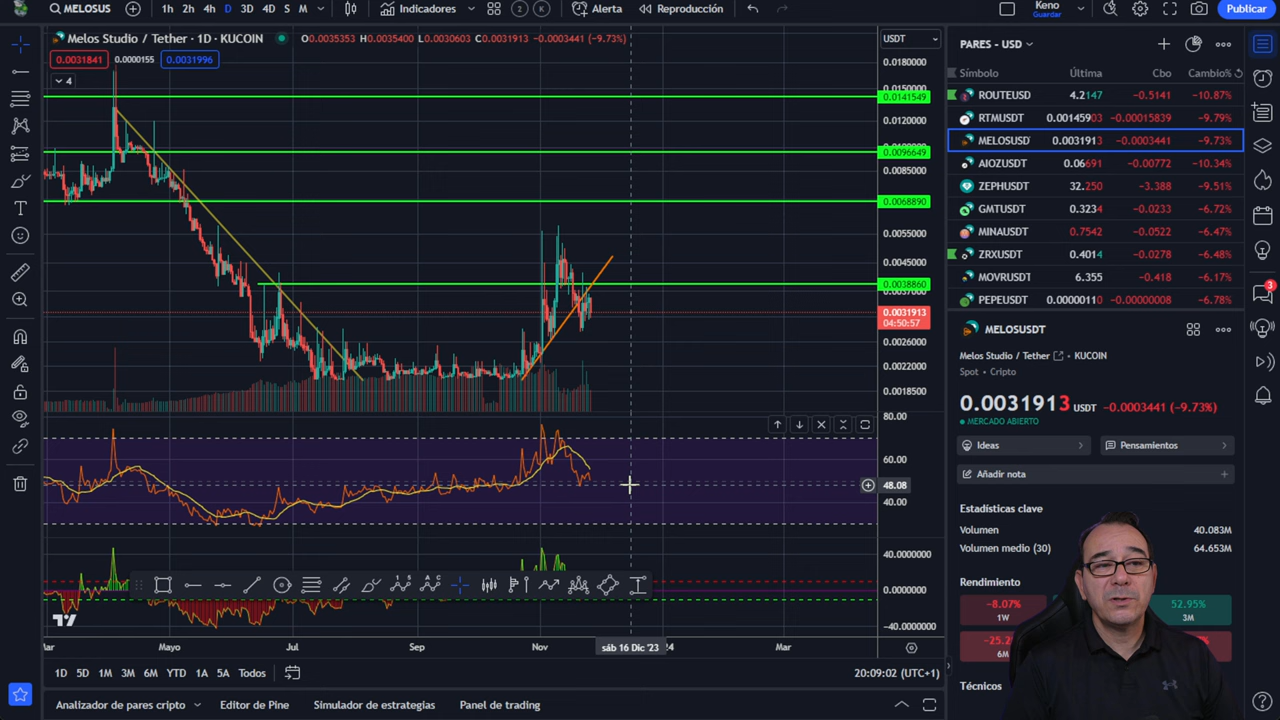 MELOSUS
1h 2h 4h D 3D 4D S M
Indicadores
2 K
Alerta
Reproducción
Keno
Guardar
Publicar
Melos Studio / Tether · 1D · KUCOIN
O0.0035353 H0.0035400 L0.0030603 C0.0031913 −0.0003441 (−9.73%)
0.0031841 0.0000155 0.0031996
4
USDT
0.0180000
0.0150000
0.0141549
0.0120000
0.0096649
0.0085000
0.0068890
0.0055000
0.0045000
0.0038860
0.0031913
04:50:57
0.0026000
0.0022000
0.0018500
80.00
60.00
48.08
40.00
40.0000000
0.0000000
−40.0000000
Mayo Jul Sep Nov sáb 16 Dic '23 Mar
1D 5D 1M 3M 6M YTD 1A 5A Todos
20:09:02 (UTC+1)
Analizador de pares cripto Editor de Pine Simulador de estrategias Panel de trading
PARES - USD
Símbolo Última Cbo Cambio%
ROUTEUSD 4.2147 −0.5141 −10.87%
RTMUSDT 0.00145903 −0.00015839 −9.79%
MELOSUSD 0.0031913 −0.0003441 −9.73%
AIOZUSDT 0.06691 −0.00772 −10.34%
ZEPHUSDT 32.250 −3.388 −9.51%
GMTUSDT 0.3234 −0.0233 −6.72%
MINAUSDT 0.7542 −0.0522 −6.47%
ZRXUSDT 0.4014 −0.0278 −6.48%
MOVRUSDT 6.355 −0.418 −6.17%
PEPEUSDT 0.0000110 −0.00000008 −6.78%
3
MELOSUSDT
Melos Studio / Tether · KUCOIN
Spot · Cripto
0.0031913 USDT −0.0003441 (−9.73%)
MERCADO ABIERTO
Ideas
Pensamientos
Añadir nota
Estadísticas clave
Volumen 40.083M
Volumen medio (30) 64.653M
Rendimiento
−8.07%
1W
52.95%
3M
6M
Técnicos